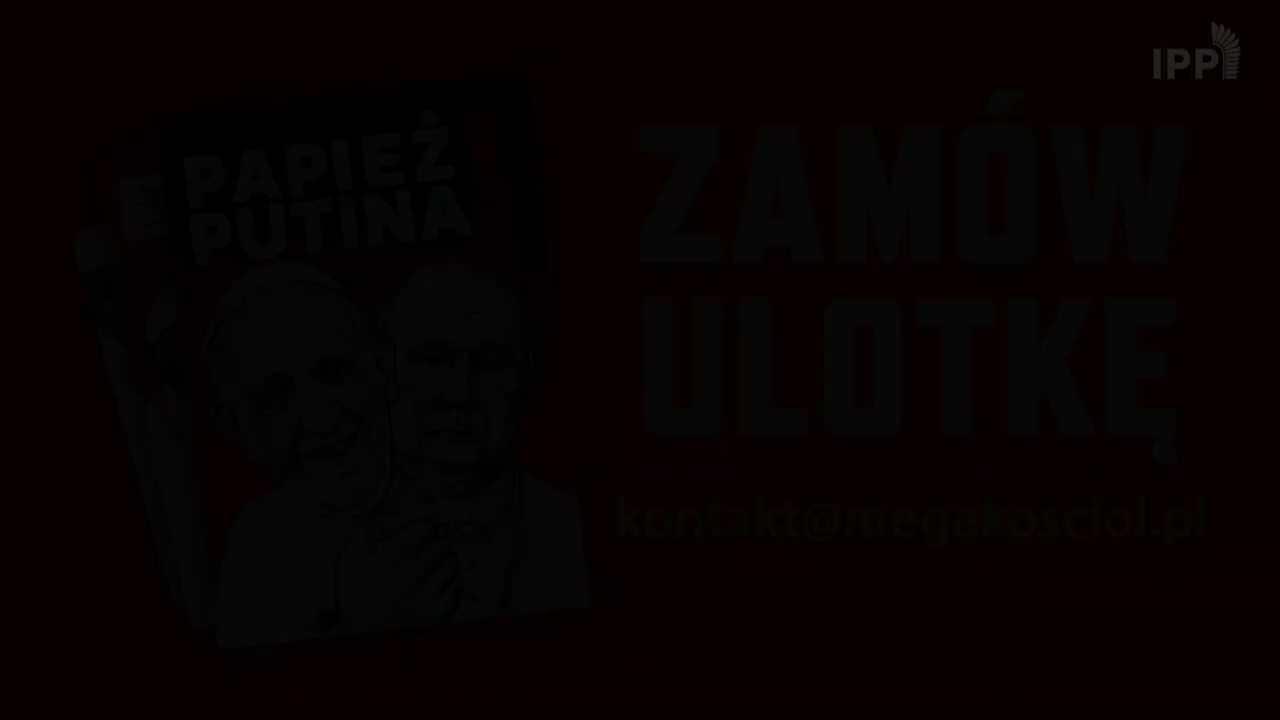 IPP
PAPIEŻ
PUTINA
ZAMÓW
ULOTKĘ
kontakt@megakosciol.pl